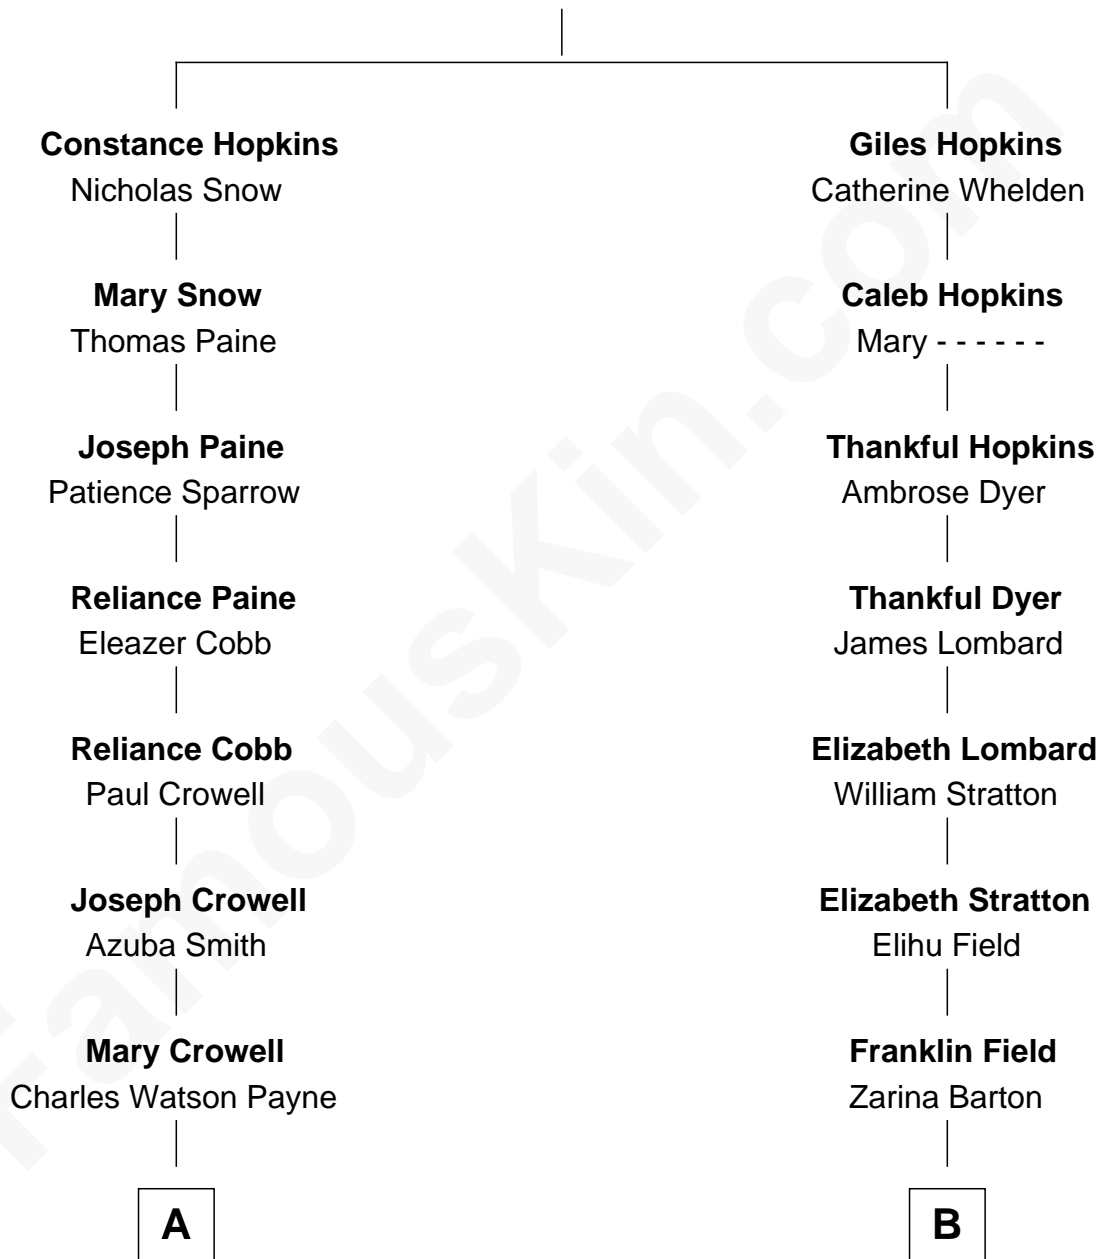 Constance Hopkins
Nicholas Snow
Mary Snow
Thomas Paine
Joseph Paine
Patience Sparrow
Reliance Paine
Eleazer Cobb
Reliance Cobb
Paul Crowell
Joseph Crowell
Azuba Smith
Mary Crowell
Charles Watson Payne
A
Giles Hopkins
Catherine Whelden
Caleb Hopkins
Mary - - - - - -
Thankful Hopkins
Ambrose Dyer
Thankful Dyer
James Lombard
Elizabeth Lombard
William Stratton
Elizabeth Stratton
Elihu Field
Franklin Field
Zarina Barton
B
FamousKin.com